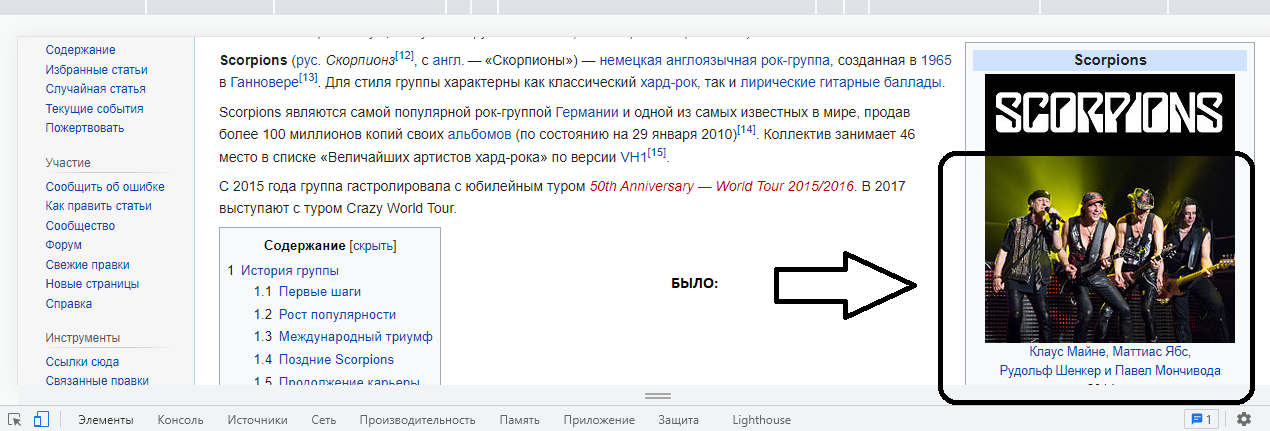 Содержание
Избранные статьи
Случайная статья
Текущие события
Пожертвовать
Участие
Сообщить об ошибке
Как править статьи
Сообщество
Форум
Свежие правки
Новые страницы
Справка
Инструменты
Ссылки сюда
Связанные правки
Scorpions (рус. Скорпионз[12], с англ. — «Скорпионы») — немецкая англоязычная рок-группа, созданная в 1965
в Ганновере[13]. Для стиля группы характерны как классический хард-рок, так и лирические гитарные баллады.
Scorpions являются самой популярной рок-группой Германии и одной из самых известных в мире, продав
более 100 миллионов копий своих альбомов (по состоянию на 29 января 2010)[14]. Коллектив занимает 46
место в списке «Величайших артистов хард-рока» по версии VH1[15].
С 2015 года группа гастролировала с юбилейным туром 50th Anniversary — World Tour 2015/2016. В 2017
выступают с туром Crazy World Tour.
Содержание [скрыть]
1 История группы
1.1 Первые шаги
1.2 Рост популярности
1.3 Международный триумф
1.4 Поздние Scorpions
1.5 Продолжение карьеры
БЫЛО:
Scorpions
SCORPIONS
Клаус Майне, Маттиас Ябс,
Рудольф Шенкер и Павел Мончивода
Элементы Консоль Источники Сеть Производительность Память Приложение Защита Lighthouse 1